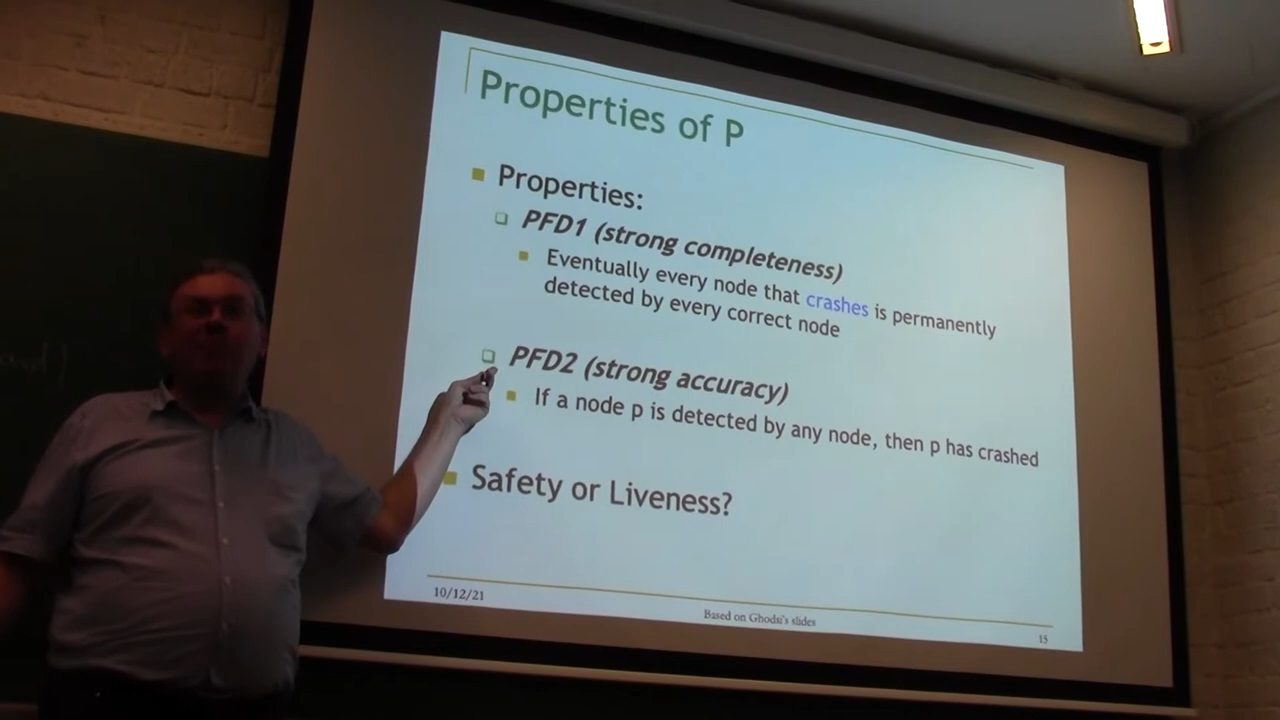 Properties of P
Properties:
PFD1 (strong completeness)
Eventually every node that crashes is permanently
detected by every correct node
PFD2 (strong accuracy)
If a node p is detected by any node, then p has crashed
Safety or Liveness?
10/12/21
Based on Ghodsi's slides
15